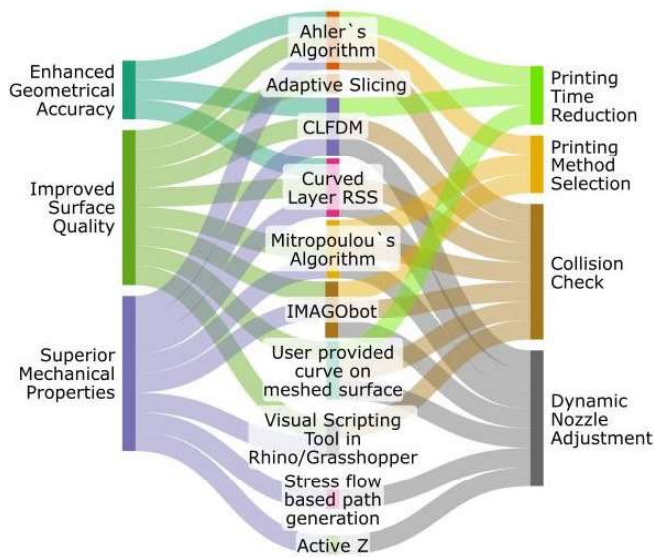 Enhanced
Geometrical
Accuracy
Improved
Surface
Quality
Superior
Mechanical
Properties
Ahler`s
Algorithm
Adaptive Slicing
CLFDM
Curved
Layer RSS
Mitropoulou`s
Algorithm
IMAGObot
User provided
curve on
meshed surface
Visual Scripting
Tool in
Rhino/Grasshopper
Stress flow
based path
generation
Active Z
Printing
Time
Reduction
Printing
Method
Selection
Collision
Check
Dynamic
Nozzle
Adjustment